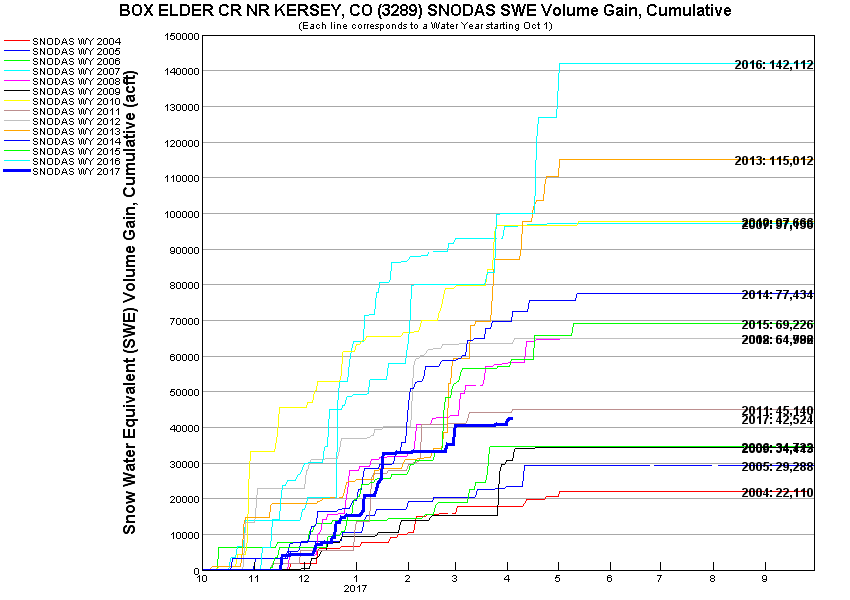 BOX ELDER CR NR KERSEY, CO (3289) SNODAS SWE Volume Gain, Cumulative
(Each line corresponds to a Water Year starting Oct 1)
SNODAS WY 2004
SNODAS WY 2005
SNODAS WY 2006
SNODAS WY 2007
SNODAS WY 2008
SNODAS WY 2009
SNODAS WY 2010
SNODAS WY 2011
SNODAS WY 2012
SNODAS WY 2013
SNODAS WY 2014
SNODAS WY 2015
SNODAS WY 2016
SNODAS WY 2017
Snow Water Equivalent (SWE) Volume Gain, Cumulative (acft)
150000
140000
130000
120000
110000
100000
90000
80000
70000
60000
50000
40000
30000
20000
10000
0
2016: 142,112
2013: 115,012
2014: 77,434
2015: 69,226
2011: 45,140
2017: 42,524
2005: 29,288
2004: 22,110
10 11 12 1 2 3 4 5 6 7 8 9
2017